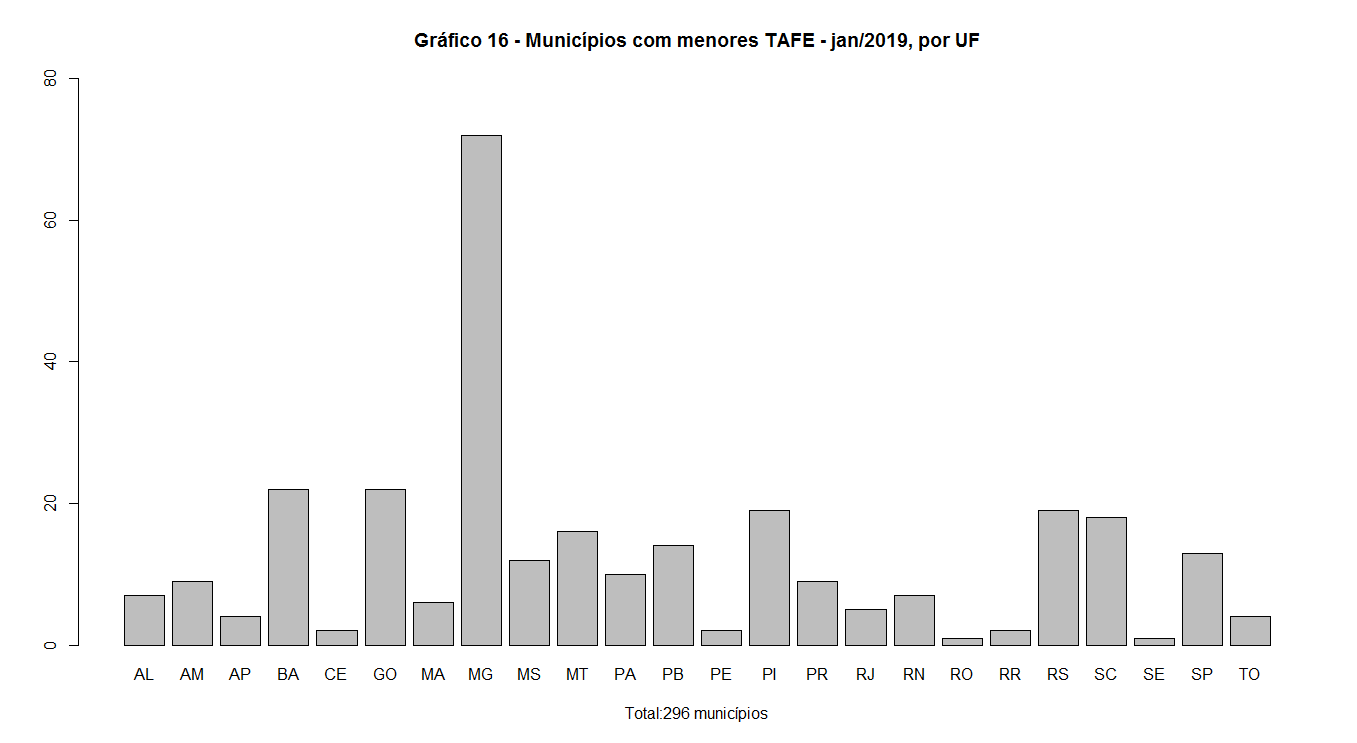 Gráfico 16 - Municípios com menores TAFE - jan/2019, por UF
80
60
40
20
0
AL AM AP BA CE GO MA MG MS MT PA PB PE PI PR RJ RN RO RR RS SC SE SP TO
Total:296 municípios